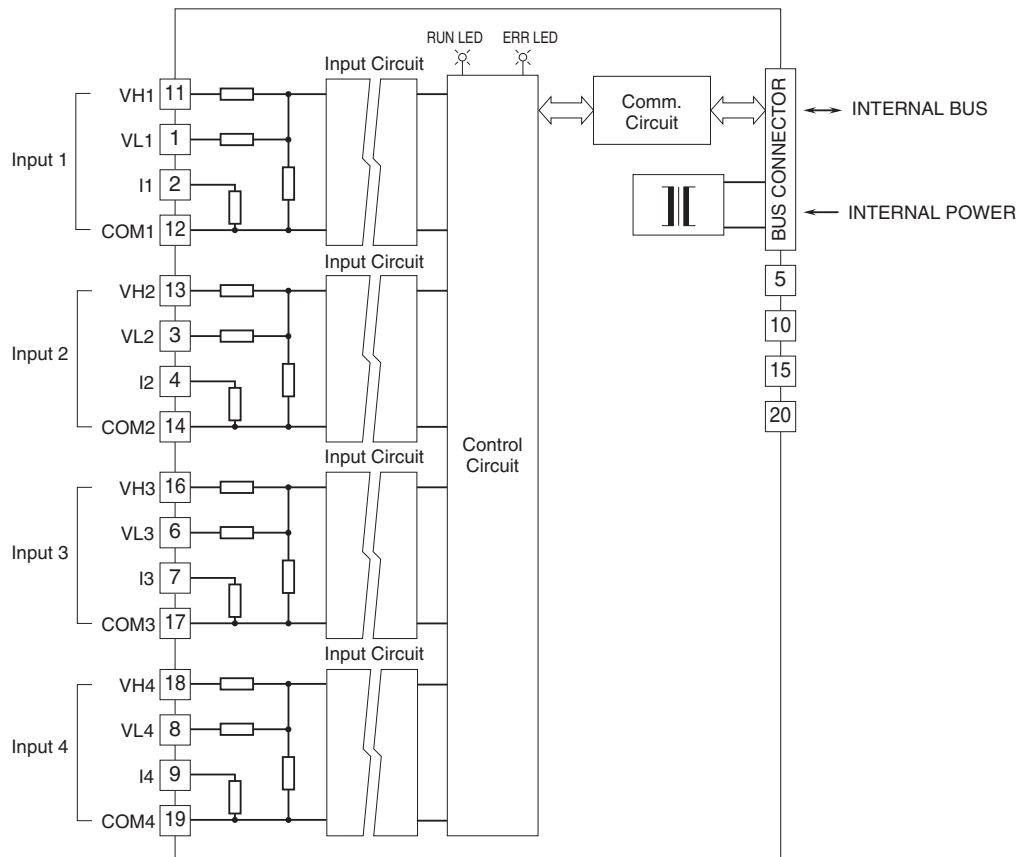 RUN LED
ERR LED
Input Circuit
VH1 11
VL1 1
Input 1
I1 2
COM1 12
Comm.
Circuit
BUS CONNECTOR
INTERNAL BUS
INTERNAL POWER
5
10
15
20
Input Circuit
VH2 13
VL2 3
Input 2
I2 4
COM2 14
Control
Circuit
Input Circuit
VH3 16
VL3 6
Input 3
I3 7
COM3 17
Input Circuit
VH4 18
VL4 8
Input 4
I4 9
COM4 19